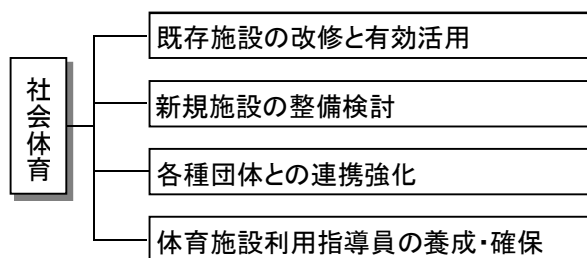 社会体育
既存施設の改修と有効活用
新規施設の整備検討
各種団体との連携強化
体育施設利用指導員の養成・確保